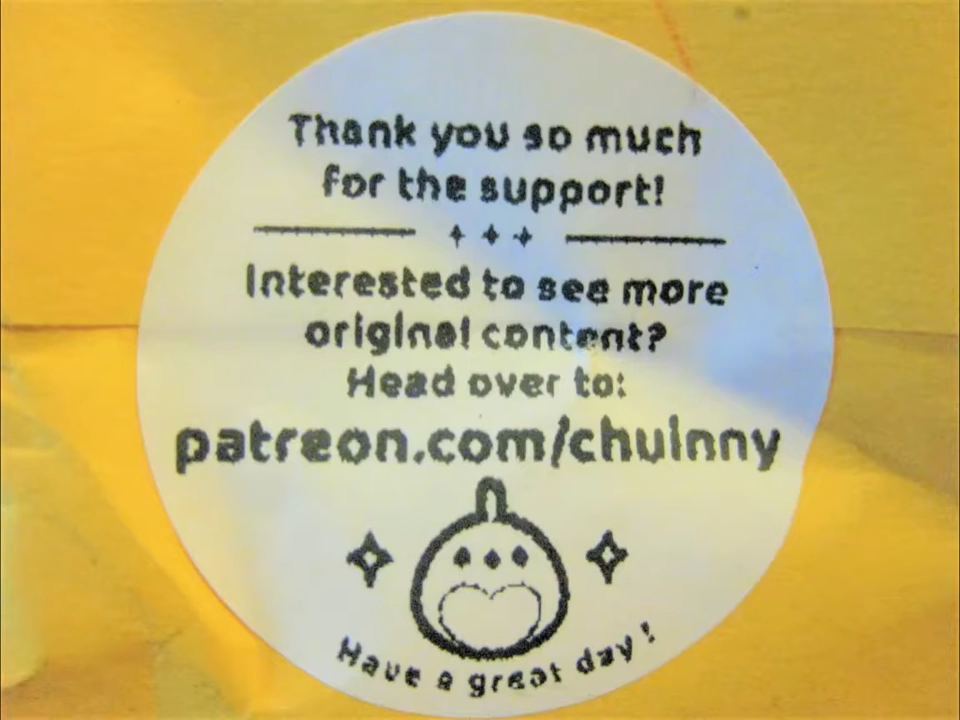 Thank you so much
for the support!
Interested to see more
original content?
Head over to:
patreon.com/chuinny
Have a great day!